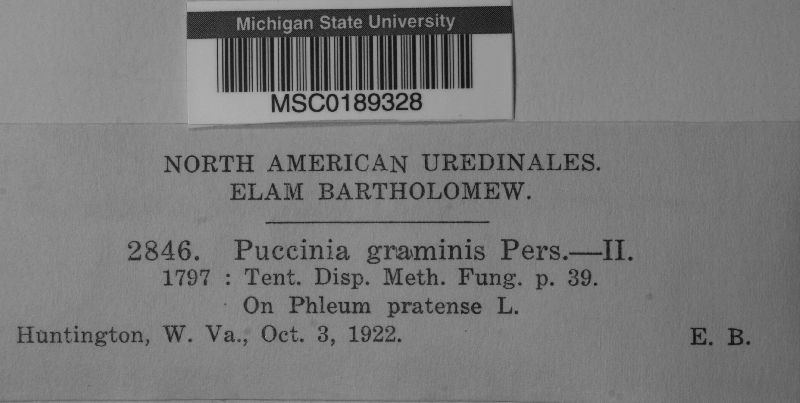 Michigan State University
MSC0189328
NORTH AMERICAN UREDINALES.
ELAM BARTHOLOMEW.
2846. Puccinia graminis Pers.—II.
1797 : Tent. Disp. Meth. Fung. p. 39.
On Phleum pratense L.
Huntington, W. Va., Oct. 3, 1922. E. B.